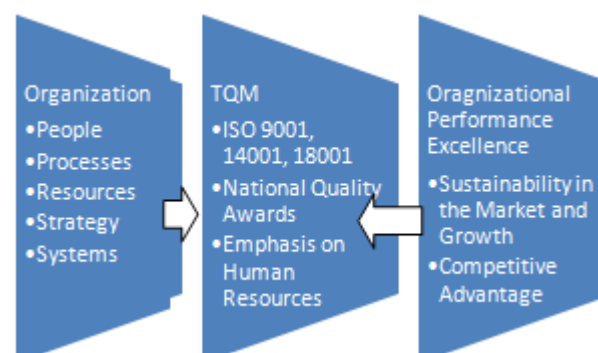 Organization
•People
•Processes
•Resources
•Strategy
•Systems
TQM
•ISO 9001,
14001, 18001
•National Quality
Awards
•Emphasis on
Human
Resources
Oragnizational
Performance
Excellence
•Sustainability in
the Market and
Growth
•Competitive
Advantage